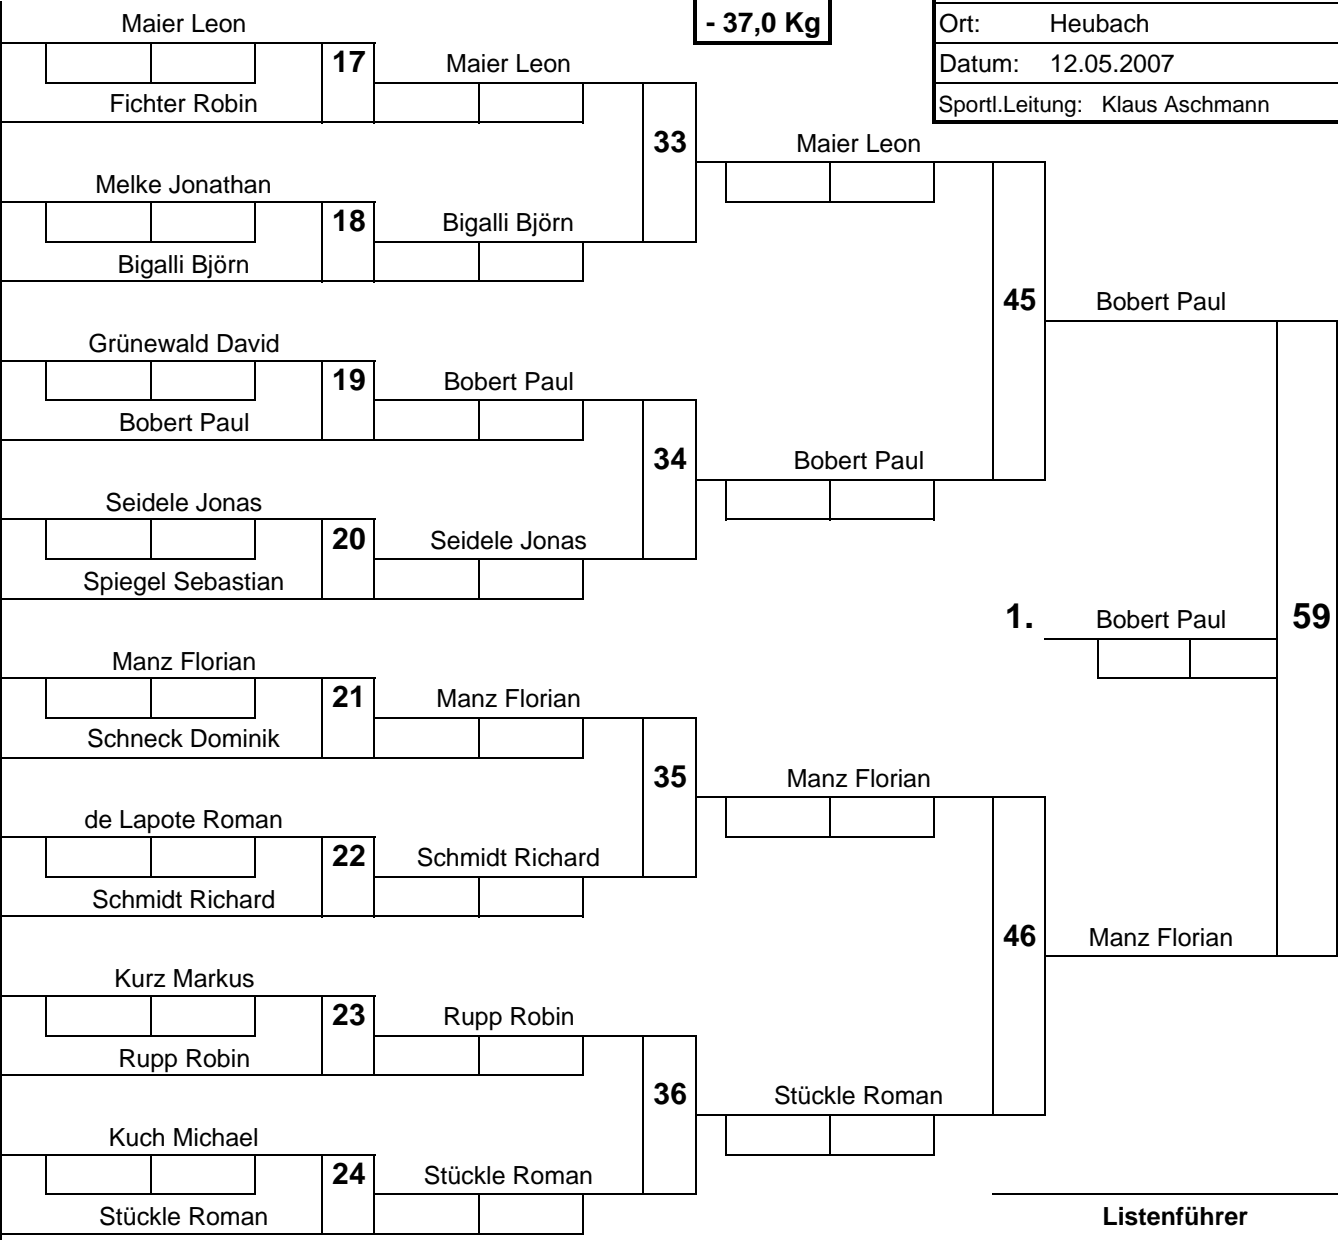 - 37,0 Kg
Ort: Heubach
Datum: 12.05.2007
Sportl.Leitung: Klaus Aschmann
Maier Leon
17
Fichter Robin
Maier Leon
33
Maier Leon
Melke Jonathan
18
Bigalli Björn
Bigalli Björn
45
Bobert Paul
Grünewald David
19
Bobert Paul
Bobert Paul
34
Bobert Paul
Seidele Jonas
20
Seidele Jonas
Spiegel Sebastian
1. Bobert Paul 59
Manz Florian
21
Manz Florian
Schneck Dominik
35
Manz Florian
de Lapote Roman
22
Schmidt Richard
Schmidt Richard
46
Manz Florian
Kurz Markus
23
Rupp Robin
Rupp Robin
36
Stückle Roman
Kuch Michael
24
Stückle Roman
Stückle Roman
Listenführer